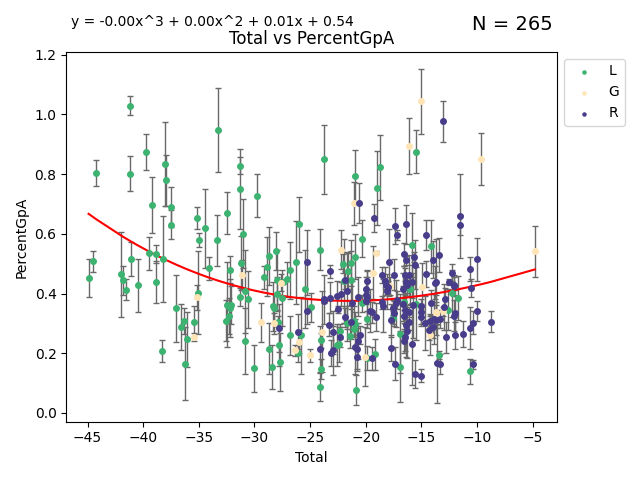 y = -0.00x^3 + 0.00x^2 + 0.01x + 0.54
N = 265
Total vs PercentGpA
1.2
1.0
0.8
0.6
0.4
0.2
0.0
PercentGpA
−45
−40
−35
−30
−25
−20
−15
−10
−5
Total
L
G
R